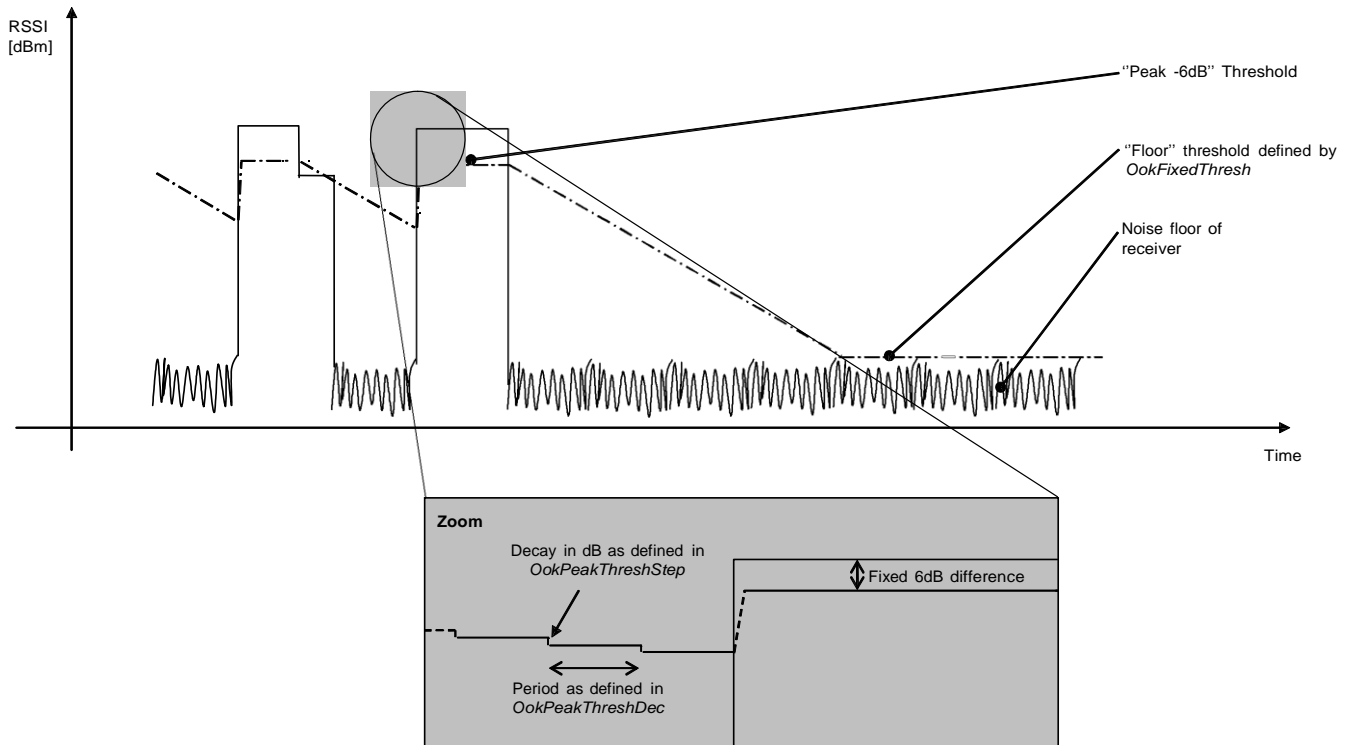 RSSI
[dBm]
‘‘Peak -6dB’’ Threshold
‘‘Floor’’ threshold defined by
OokFixedThresh
Noise floor of
receiver
Time
Zoom
Decay in dB as defined in
OokPeakThreshStep
Fixed 6dB difference
Period as defined in
OokPeakThreshDec